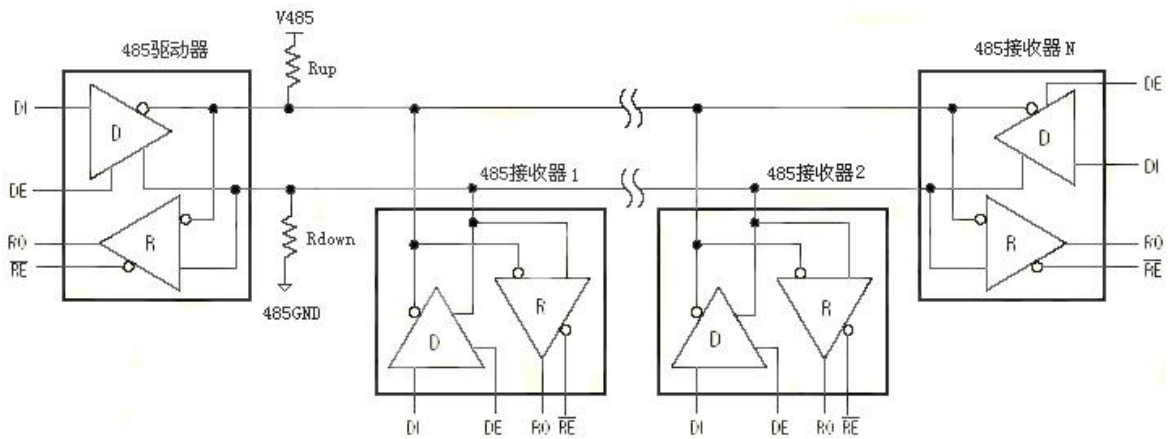 V485
485驱动器
Rup
485接收器 N
DI
D
DE
DE
D
DI
485接收器 1
485接收器2
R
RO
RE
Rdown
485GND
R
RO
RE
D
R
D
R
DI
DE
RO
RE
DI
DE
RO
RE